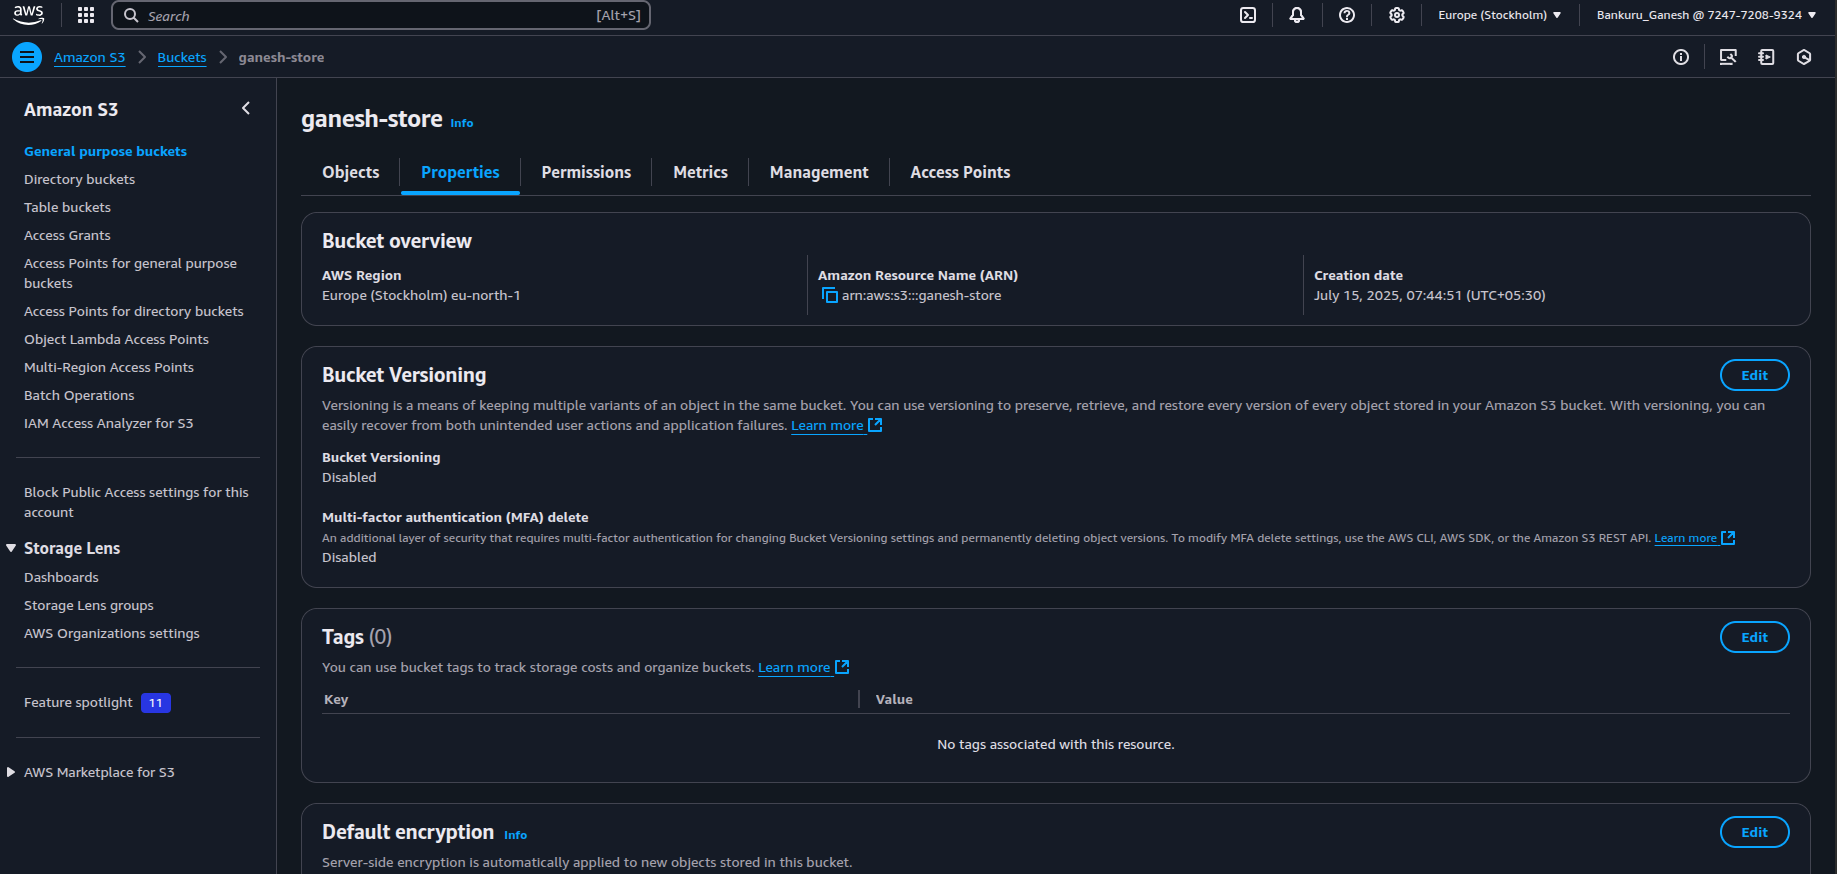 aws
Search [Alt+S]
Europe (Stockholm)
Bankuru_Ganesh @ 7247-7208-9324
Amazon S3
Buckets
ganesh-store
Amazon S3
General purpose buckets
Directory buckets
Table buckets
Access Grants
Access Points for general purpose
buckets
Access Points for directory buckets
Object Lambda Access Points
Multi-Region Access Points
Batch Operations
IAM Access Analyzer for S3
Block Public Access settings for this
account
Storage Lens
Dashboards
Storage Lens groups
AWS Organizations settings
Feature spotlight 11
AWS Marketplace for S3
ganesh-store Info
Objects
Properties
Permissions
Metrics
Management
Access Points
Bucket overview
AWS Region
Europe (Stockholm) eu-north-1
Amazon Resource Name (ARN)
arn:aws:s3:::ganesh-store
Creation date
July 15, 2025, 07:44:51 (UTC+05:30)
Bucket Versioning
Edit
Versioning is a means of keeping multiple variants of an object in the same bucket. You can use versioning to preserve, retrieve, and restore every version of every object stored in your Amazon S3 bucket. With versioning, you can
easily recover from both unintended user actions and application failures. Learn more
Bucket Versioning
Disabled
Multi-factor authentication (MFA) delete
An additional layer of security that requires multi-factor authentication for changing Bucket Versioning settings and permanently deleting object versions. To modify MFA delete settings, use the AWS CLI, AWS SDK, or the Amazon S3 REST API. Learn more
Disabled
Tags (0)
Edit
You can use bucket tags to track storage costs and organize buckets. Learn more
Key
Value
No tags associated with this resource.
Default encryption Info
Edit
Server-side encryption is automatically applied to new objects stored in this bucket.